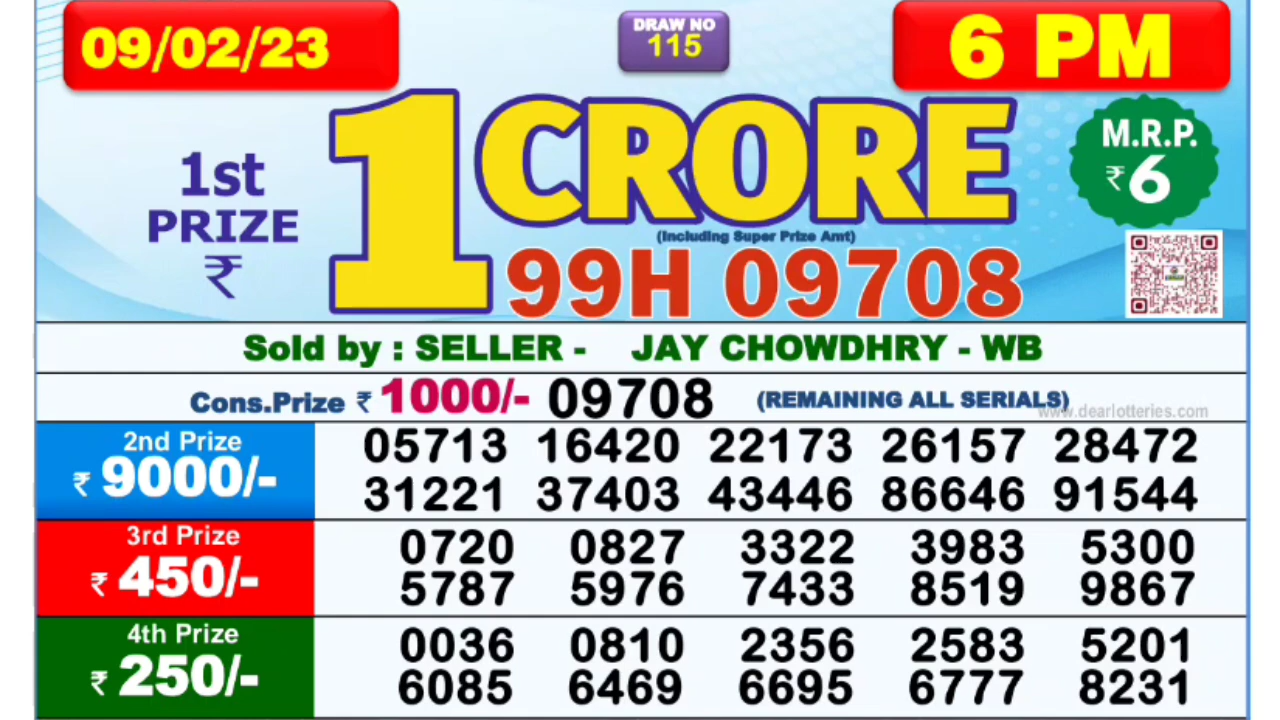 09/02/23
DRAW NO
115
6 PM
1st
PRIZE
₹
1 CRORE
(Including Super Prize Amt)
99H 09708
M.R.P.
₹6
Sold by : SELLER - JAY CHOWDHRY - WB
Cons.Prize ₹ 1000/- 09708 (REMAINING ALL SERIALS)
www.dearlotteries.com
2nd Prize
₹ 9000/-
05713 16420 22173 26157 28472
31221 37403 43446 86646 91544
3rd Prize
₹ 450/-
0720 0827 3322 3983 5300
5787 5976 7433 8519 9867
4th Prize
₹ 250/-
0036 0810 2356 2583 5201
6085 6469 6695 6777 8231